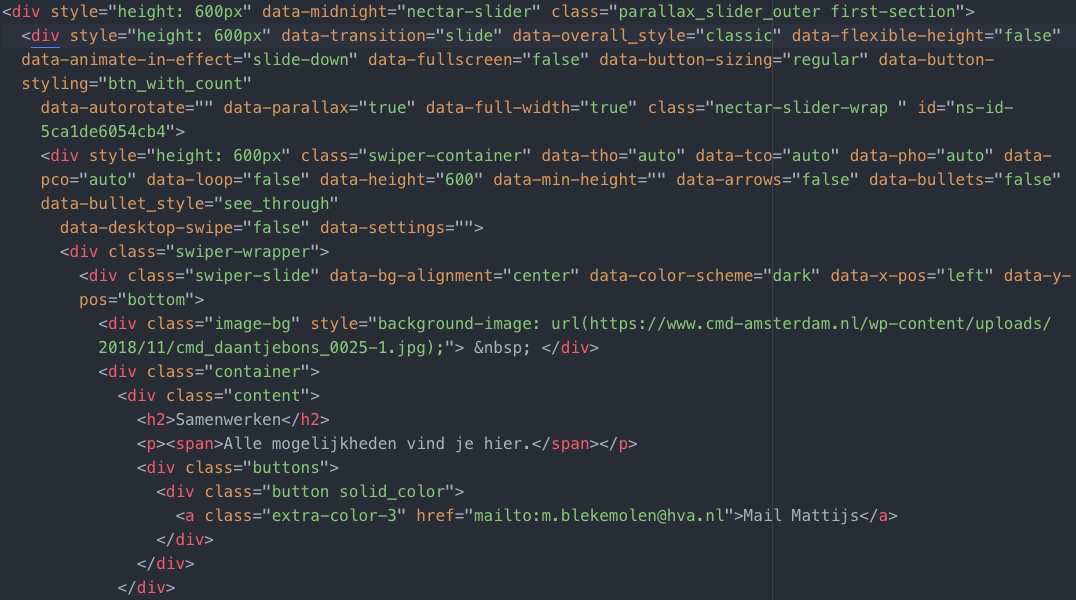 <div style="height: 600px" data-midnight="nectar-slider" class="parallax_slider_outer first-section">
<div style="height: 600px" data-transition="slide" data-overall_style="classic" data-flexible-height="false"
data-animate-in-effect="slide-down" data-fullscreen="false" data-button-sizing="regular" data-button-
styling="btn_with_count"
data-autorotate="" data-parallax="true" data-full-width="true" class="nectar-slider-wrap " id="ns-id-
5ca1de6054cb4">
<div style="height: 600px" class="swiper-container" data-tho="auto" data-tco="auto" data-pho="auto" data-
pco="auto" data-loop="false" data-height="600" data-min-height="" data-arrows="false" data-bullets="false"
data-bullet_style="see_through"
data-desktop-swipe="false" data-settings="">
<div class="swiper-wrapper">
<div class="swiper-slide" data-bg-alignment="center" data-color-scheme="dark" data-x-pos="left" data-y-
pos="bottom">
<div class="image-bg" style="background-image: url(https://www.cmd-amsterdam.nl/wp-content/uploads/
2018/11/cmd_daantjebons_0025-1.jpg);"> &nbsp; </div>
<div class="container">
<div class="content">
<h2>Samenwerken</h2>
<p><span>Alle mogelijkheden vind je hier.</span></p>
<div class="buttons">
<div class="button solid_color">
<a class="extra-color-3" href="mailto:m.blekemolen@hva.nl">Mail Mattijs</a>
</div>
</div>
</div>